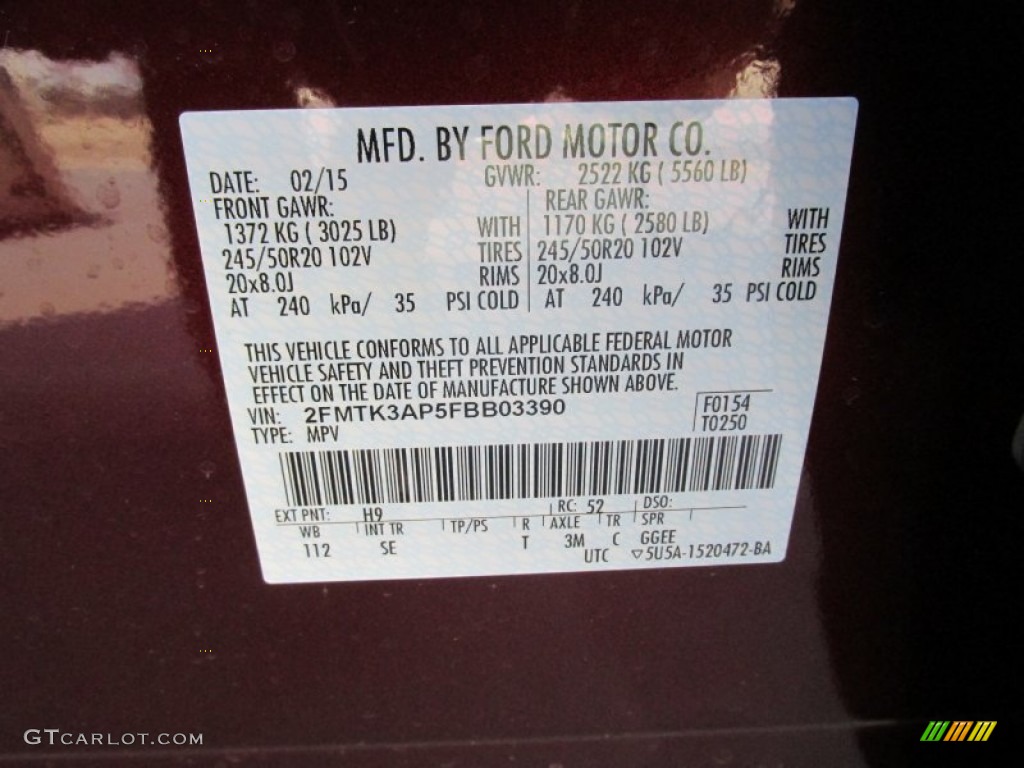 MFD. BY FORD MOTOR CO.
DATE: 02/15 GVWR: 2522 KG ( 5560 LB)
FRONT GAWR: REAR GAWR:
1372 KG ( 3025 LB) WITH 1170 KG ( 2580 LB) WITH
245/50R20 102V TIRES 245/50R20 102V TIRES
20x8.0J RIMS 20x8.0J RIMS
AT 240 kPa/ 35 PSI COLD AT 240 kPa/ 35 PSI COLD
THIS VEHICLE CONFORMS TO ALL APPLICABLE FEDERAL MOTOR
VEHICLE SAFETY AND THEFT PREVENTION STANDARDS IN
EFFECT ON THE DATE OF MANUFACTURE SHOWN ABOVE.
VIN: 2FMTK3AP5FBB03390 F0154
TYPE: MPV T0250
EXT PNT: H9 RC: 52 DSO:
WB INT TR TP/PS R AXLE TR SPR
112 SE T 3M C GGEE
UTC ▽5U5A-1520472-BA
GTCARLOT.COM